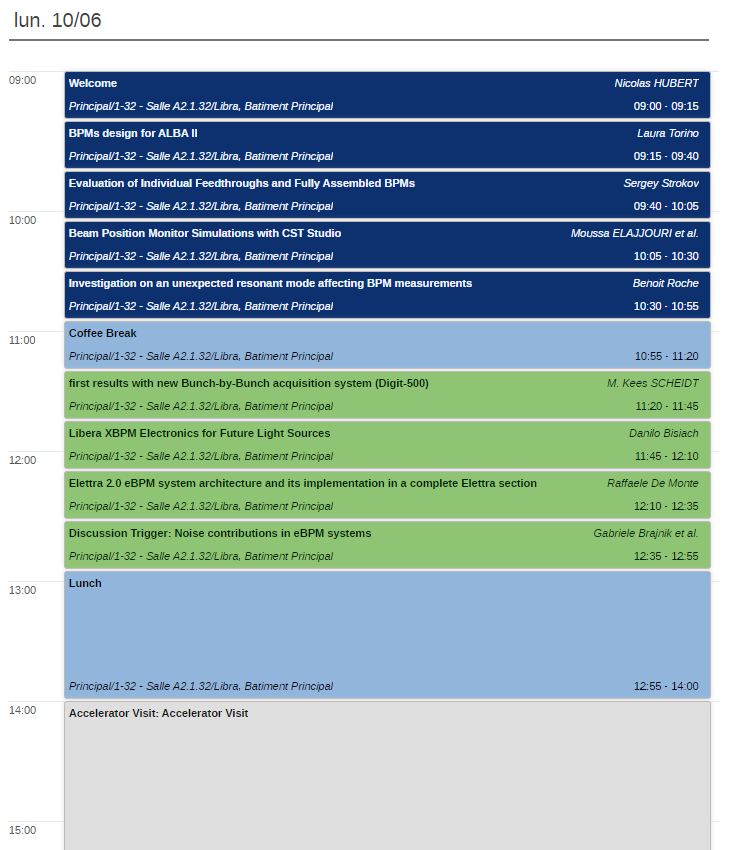 lun. 10/06
09:00
Welcome Nicolas HUBERT
Principal/1-32 - Salle A2.1.32/Libra, Batiment Principal 09:00 - 09:15
BPMs design for ALBA II Laura Torino
Principal/1-32 - Salle A2.1.32/Libra, Batiment Principal 09:15 - 09:40
Evaluation of Individual Feedthroughs and Fully Assembled BPMs Sergey Strokov
Principal/1-32 - Salle A2.1.32/Libra, Batiment Principal 09:40 - 10:05
10:00
Beam Position Monitor Simulations with CST Studio Moussa ELAJJOURI et al.
Principal/1-32 - Salle A2.1.32/Libra, Batiment Principal 10:05 - 10:30
Investigation on an unexpected resonant mode affecting BPM measurements Benoit Roche
Principal/1-32 - Salle A2.1.32/Libra, Batiment Principal 10:30 - 10:55
11:00
Coffee Break
Principal/1-32 - Salle A2.1.32/Libra, Batiment Principal 10:55 - 11:20
first results with new Bunch-by-Bunch acquisition system (Digit-500) M. Kees SCHEIDT
Principal/1-32 - Salle A2.1.32/Libra, Batiment Principal 11:20 - 11:45
Libera XBPM Electronics for Future Light Sources Danilo Bisiach
Principal/1-32 - Salle A2.1.32/Libra, Batiment Principal 11:45 - 12:10
12:00
Elettra 2.0 eBPM system architecture and its implementation in a complete Elettra section Raffaele De Monte
Principal/1-32 - Salle A2.1.32/Libra, Batiment Principal 12:10 - 12:35
Discussion Trigger: Noise contributions in eBPM systems Gabriele Brajnik et al.
Principal/1-32 - Salle A2.1.32/Libra, Batiment Principal 12:35 - 12:55
13:00
Lunch
Principal/1-32 - Salle A2.1.32/Libra, Batiment Principal 12:55 - 14:00
14:00
Accelerator Visit: Accelerator Visit
15:00